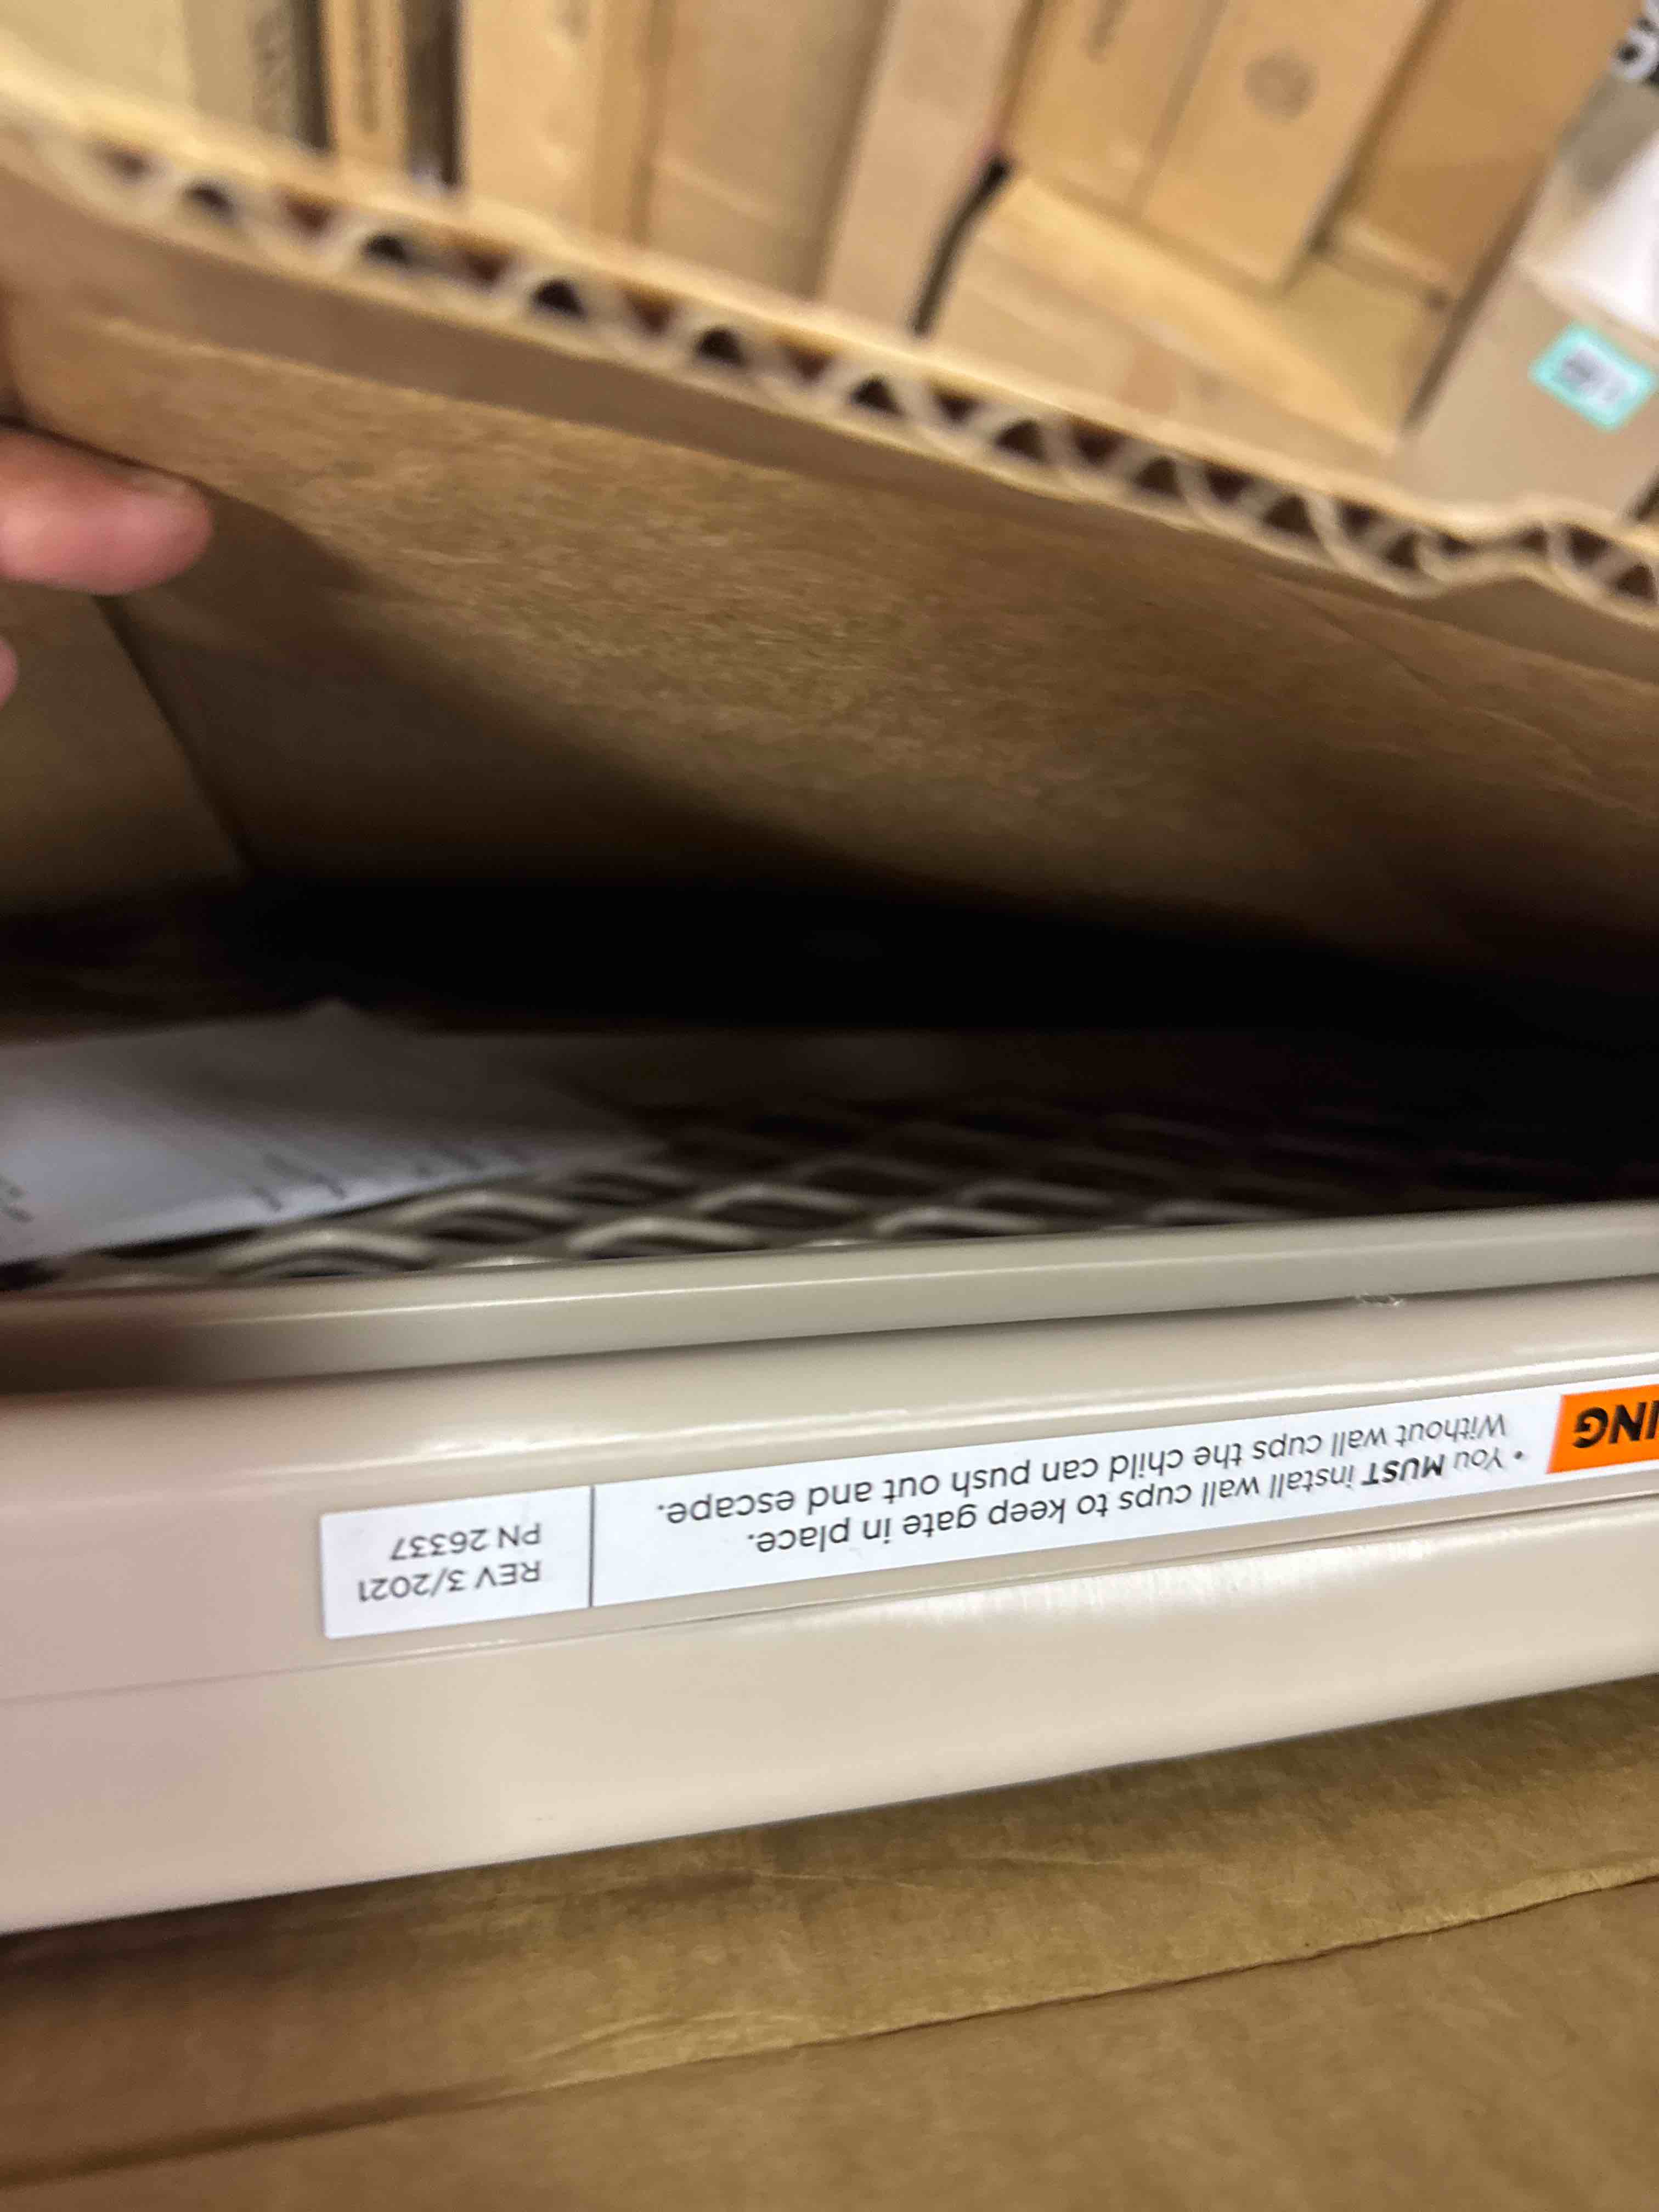 ING
• You MUST install wall cups to keep gate in place.
Without wall cups the child can push out and escape.
REV 3/2021
PN 26337